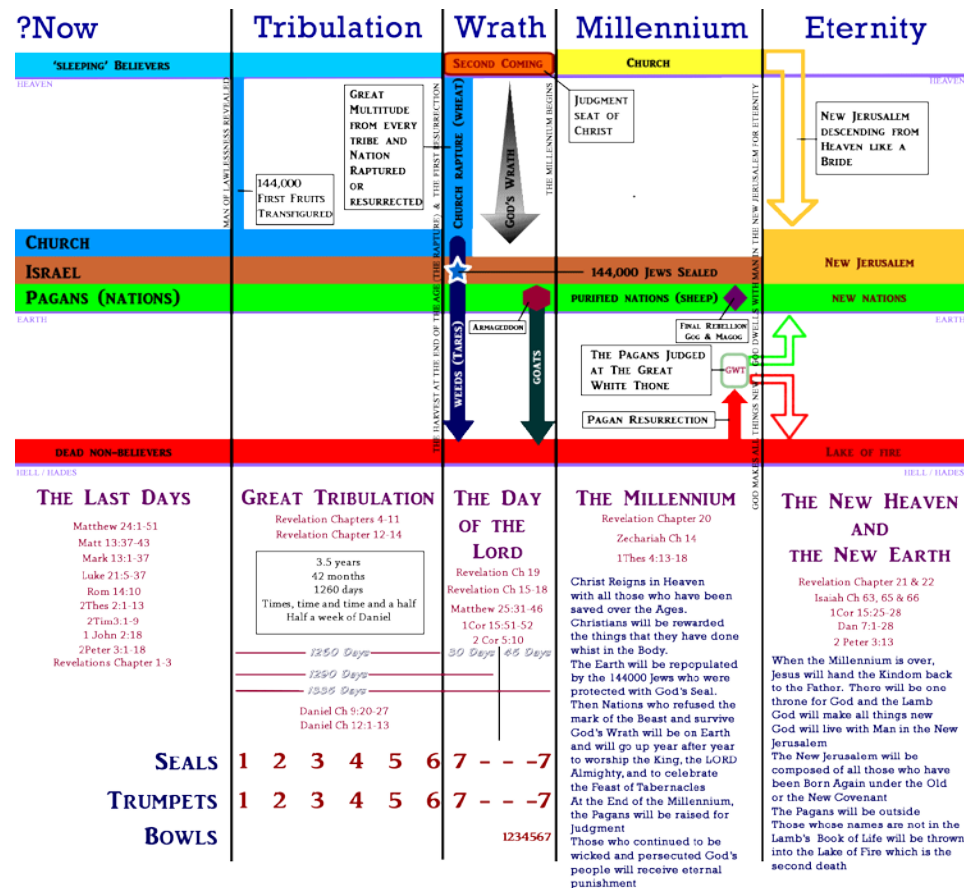 ?Now
Tribulation
Wrath
Millennium
Eternity
'SLEEPING' BELIEVERS
SECOND COMING
CHURCH
HEAVEN
HEAVEN
MAN OF LAWLESSNESS REVEALED
GREAT
MULTITUDE
FROM EVERY
TRIBE AND
NATION
RAPTURED
OR
RESURRECTED
144,000
FIRST FRUITS
TRANSFIGURED
THE HARVEST AT THE END OF THE AGE (THE RAPTURE) & THE FIRST RESURRECTION
CHURCH RAPTURE (WHEAT)
GOD'S WRATH
THE MILLENNIUM BEGINS
JUDGMENT
SEAT OF
CHRIST
GOD MAKES ALL THINGS NEW - GOD DWELLS WITH MAN IN THE NEW JERUSALEM FOR ETERNITY
NEW JERUSALEM
DESCENDING FROM
HEAVEN LIKE A
BRIDE
CHURCH
ISRAEL
144,000 JEWS SEALED
NEW JERUSALEM
PAGANS (NATIONS)
PURIFIED NATIONS (SHEEP)
NEW NATIONS
EARTH
EARTH
ARMAGEDDON
FINAL REBELLION
GOG & MAGOG
WEEDS (TARES)
GOATS
THE PAGANS JUDGED
AT THE GREAT
WHITE THONE
GWT
PAGAN RESURRECTION
DEAD NON-BELIEVERS
LAKE OF FIRE
HELL / HADES
HELL / HADES
THE LAST DAYS
Matthew 24:1-51
Matt 13:37-43
Mark 13:1-37
Luke 21:5-37
Rom 14:10
2Thes 2:1-13
2Tim3:1-9
1 John 2:18
2Peter 3:1-18
Revelations Chapter 1-3
GREAT TRIBULATION
Revelation Chapters 4-11
Revelation Chapter 12-14
3.5 years
42 months
1260 days
Times, time and time and a half
Half a week of Daniel
1260 Days
30 Days
45 Days
1290 Days
1335 Days
Daniel Ch 9:20-27
Daniel Ch 12:1-13
THE DAY
OF THE
LORD
Revelation Ch 19
Revelation Ch 15-18
Matthew 25:31-46
1Cor 15:51-52
2 Cor 5:10
THE MILLENNIUM
Revelation Chapter 20
Zechariah Ch 14
1Thes 4:13-18
Christ Reigns in Heaven
with all those who have been
saved over the Ages.
Christians will be rewarded
the things that they have done
whist in the Body.
The Earth will be repopulated
by the 144000 Jews who were
protected with God's Seal.
Then Nations who refused the
mark of the Beast and survive
God's Wrath will be on Earth
and will go up year after year
to worship the King, the LORD
Almighty, and to celebrate
the Feast of Tabernacles
At the End of the Millennium,
the Pagans will be raised for
Judgment
Those who continued to be
wicked and persecuted God's
people will receive eternal
punishment
THE NEW HEAVEN
AND
THE NEW EARTH
Revelation Chapter 21 & 22
Isaiah Ch 63, 65 & 66
1Cor 15:25-28
Dan 7:1-28
2 Peter 3:13
When the Millennium is over,
Jesus will hand the Kindom back
to the Father. There will be one
throne for God and the Lamb
God will make all things new
God will live with Man in the New
Jerusalem
The New Jerusalem will be
composed of all those who have
been Born Again under the Old
or the New Covenant
The Pagans will be outside
Those whose names are not in the
Lamb's Book of Life will be thrown
into the Lake of Fire which is the
second death
SEALS 1 2 3 4 5 6 7 - - -7
TRUMPETS 1 2 3 4 5 6 7 - - -7
BOWLS 1234567